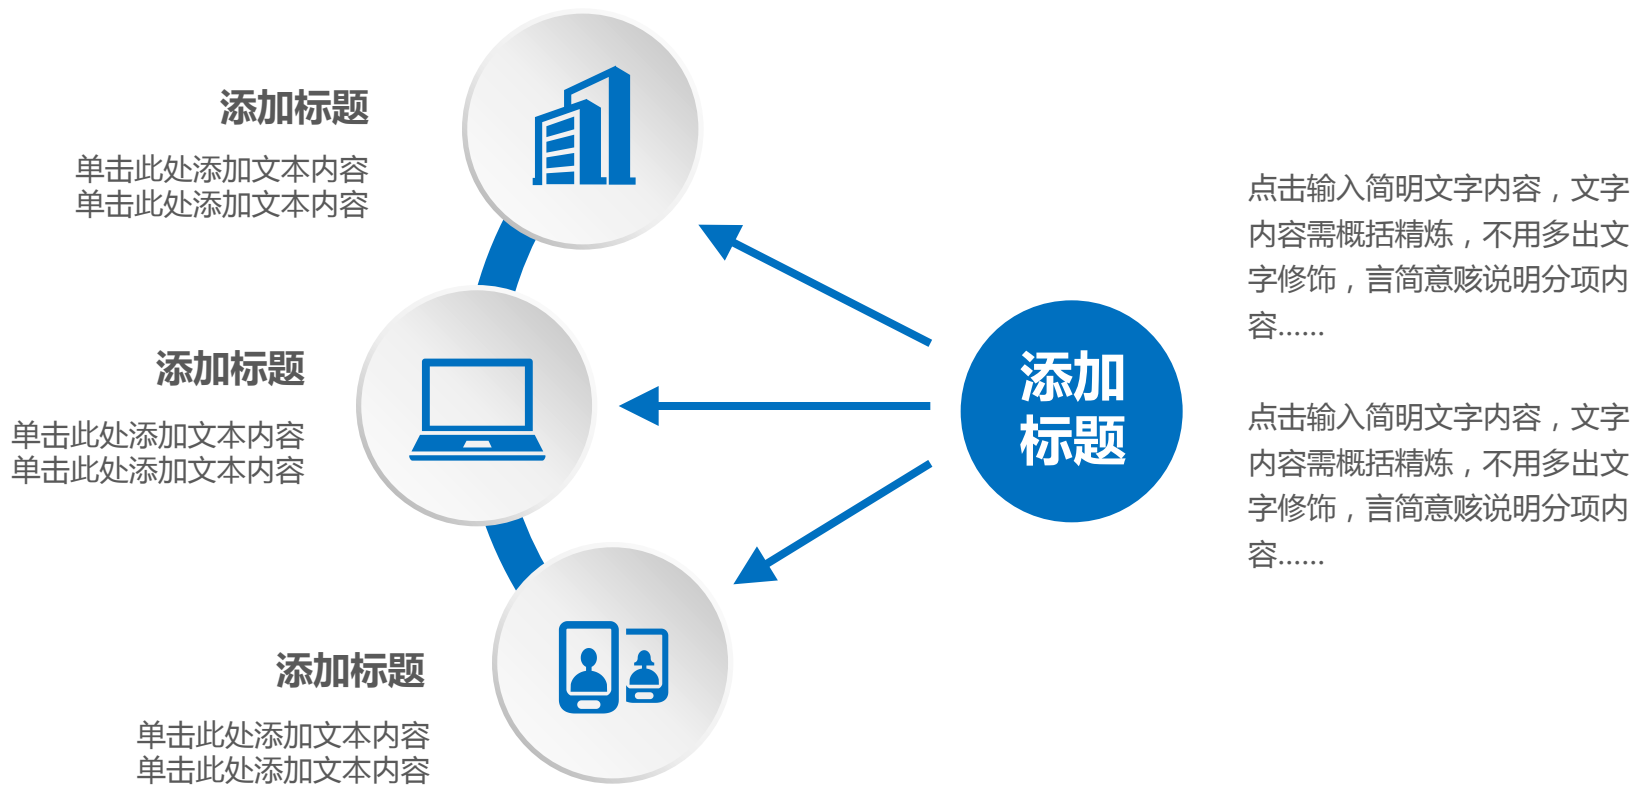 添加标题
单击此处添加文本内容
单击此处添加文本内容
添加标题
单击此处添加文本内容
单击此处添加文本内容
添加标题
单击此处添加文本内容
单击此处添加文本内容
添加
标题
点击输入简明文字内容，文字
内容需概括精炼，不用多出文
字修饰，言简意赅说明分项内
容……
点击输入简明文字内容，文字
内容需概括精炼，不用多出文
字修饰，言简意赅说明分项内
容……